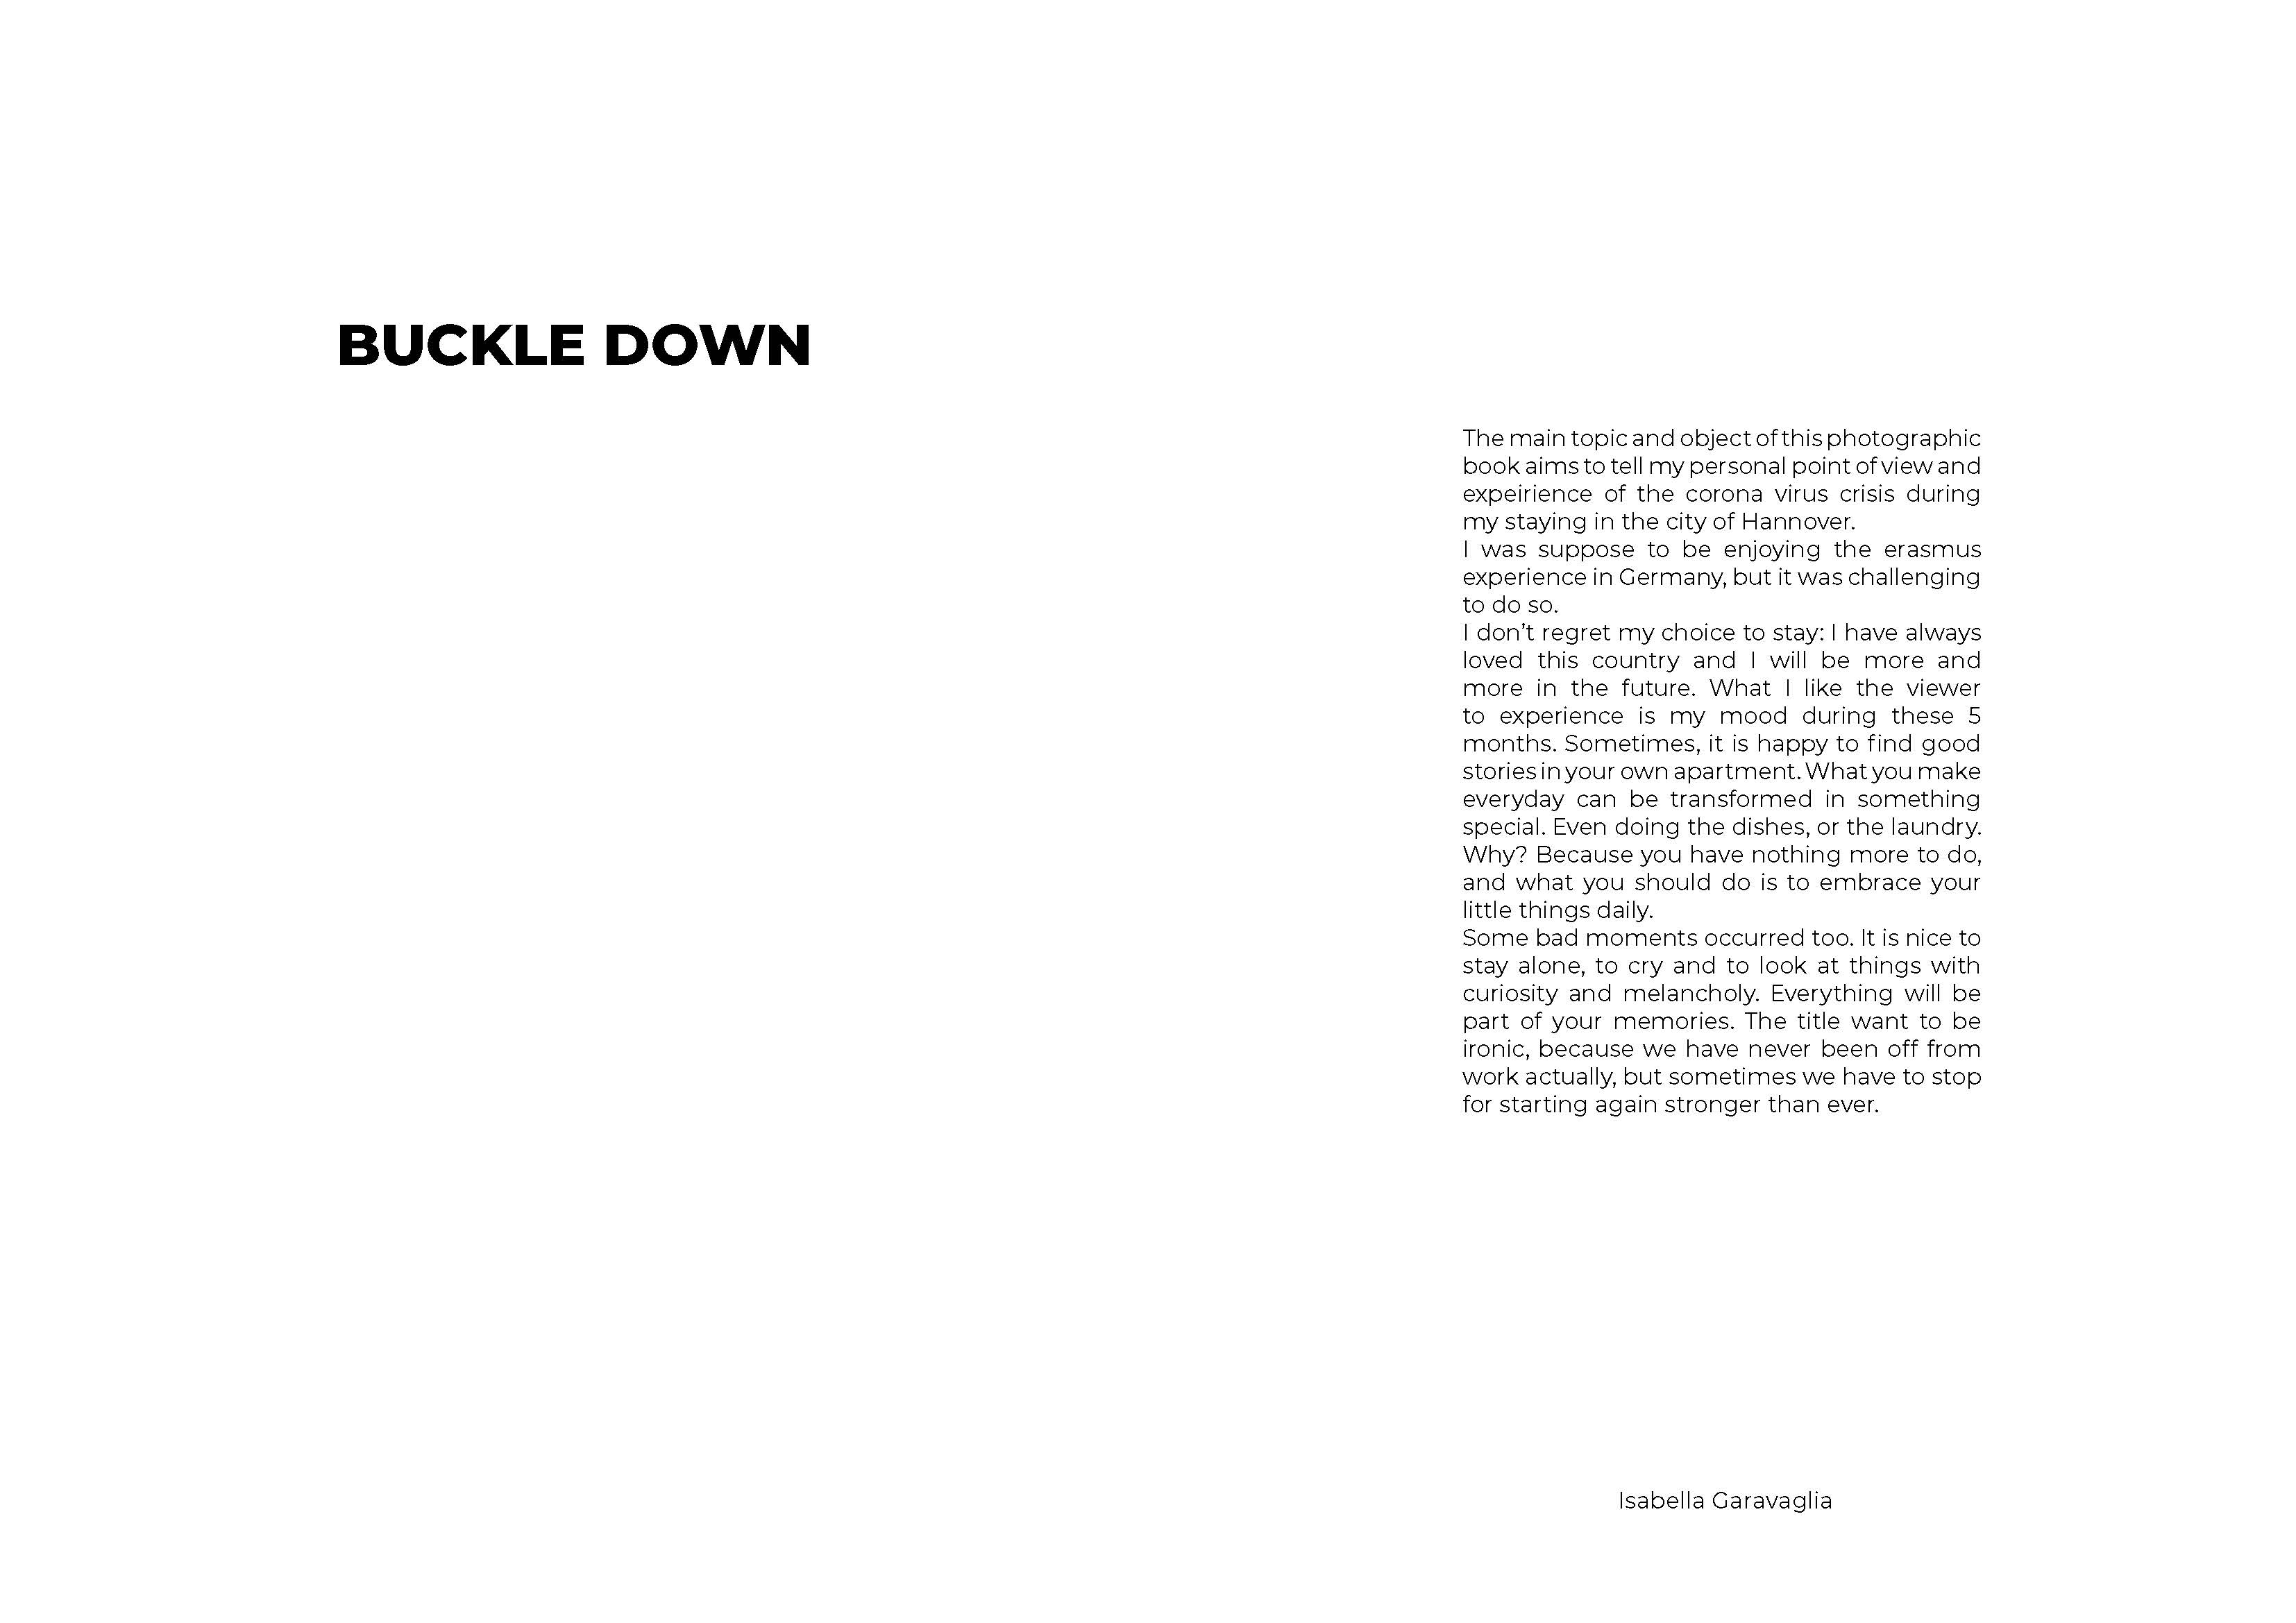 BUCKLE DOWN
The main topic and object of this photographic
book aims to tell my personal point of view and
expeirience of the corona virus crisis during
my staying in the city of Hannover.
I was suppose to be enjoying the erasmus
experience in Germany, but it was challenging
to do so.
I don’t regret my choice to stay: I have always
loved this country and I will be more and
more in the future. What I like the viewer
to experience is my mood during these 5
months. Sometimes, it is happy to find good
stories in your own apartment. What you make
everyday can be transformed in something
special. Even doing the dishes, or the laundry.
Why? Because you have nothing more to do,
and what you should do is to embrace your
little things daily.
Some bad moments occurred too. It is nice to
stay alone, to cry and to look at things with
curiosity and melancholy. Everything will be
part of your memories. The title want to be
ironic, because we have never been off from
work actually, but sometimes we have to stop
for starting again stronger than ever.
Isabella Garavaglia